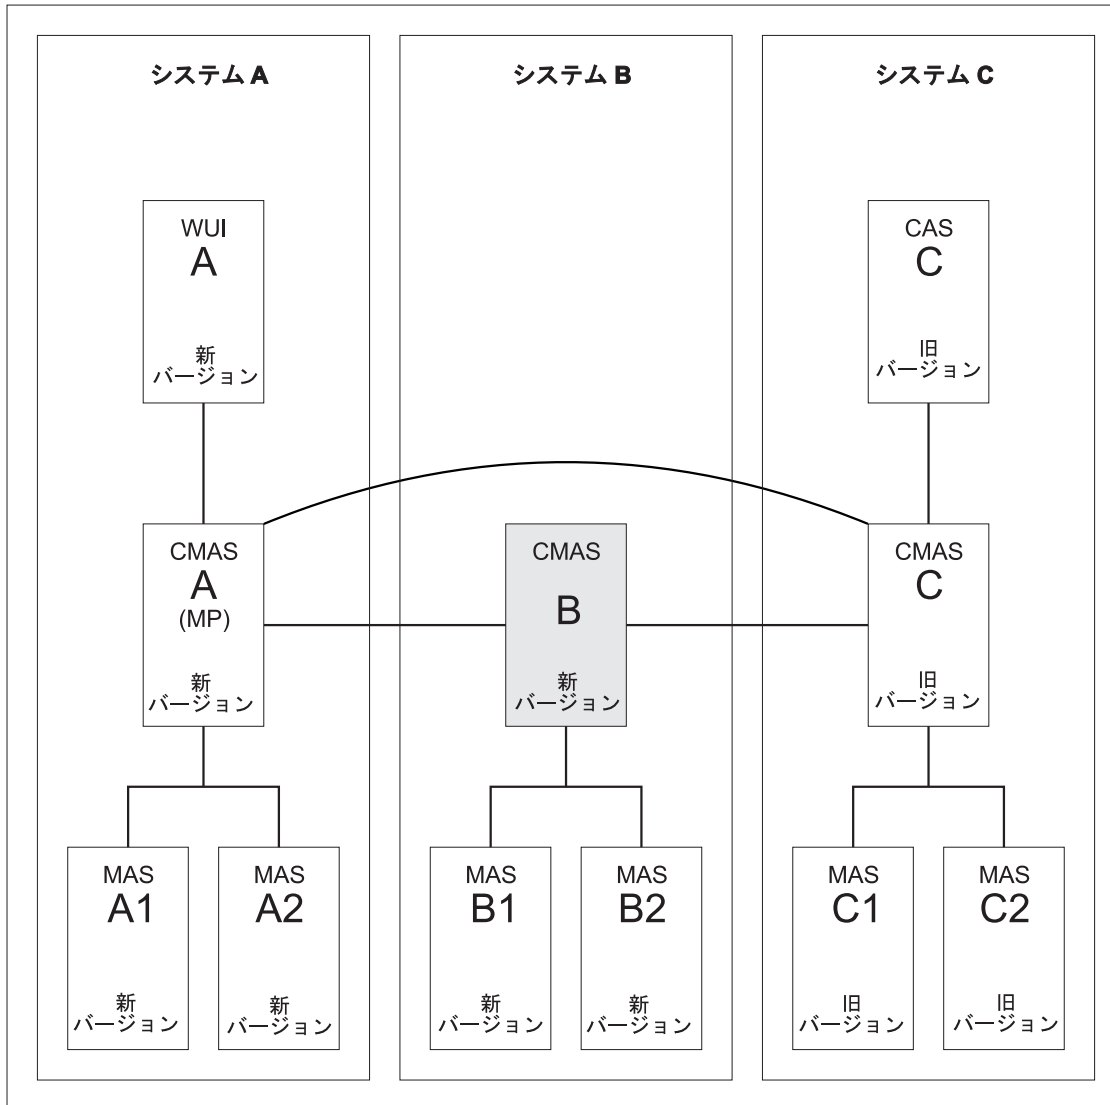 システム A
システム B
システム C
WUI
A
新
バージョン
CAS
C
旧
バージョン
CMAS
A
(MP)
新
バージョン
CMAS
B
新
バージョン
CMAS
C
旧
バージョン
MAS
A1
新
バージョン
MAS
A2
新
バージョン
MAS
B1
新
バージョン
MAS
B2
新
バージョン
MAS
C1
旧
バージョン
MAS
C2
旧
バージョン